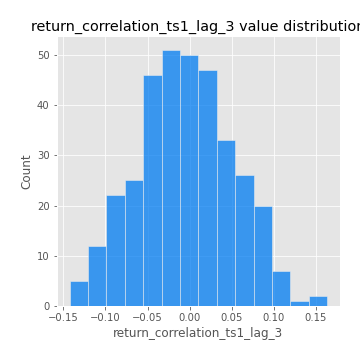 return_correlation_ts1_lag_3 value distribution
50
40
30
20
10
0
Count
−0.15 −0.10 −0.05 0.00 0.05 0.10 0.15
return_correlation_ts1_lag_3